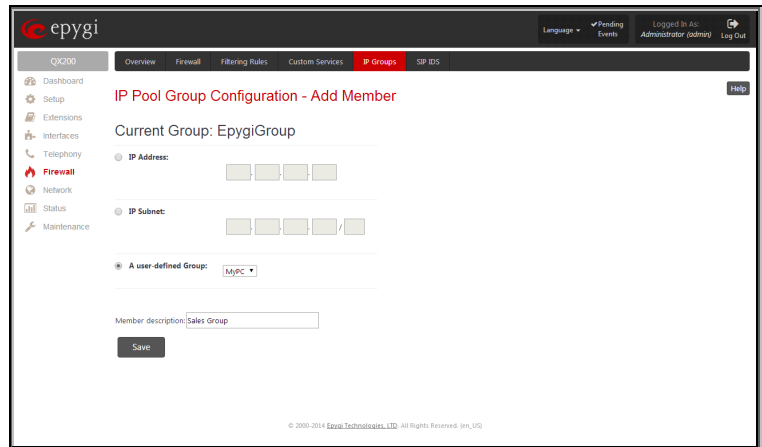 epygi
Language
Pending Events
Logged In As: Administrator (admin)
Log Out
QX200
Overview Firewall Filtering Rules Custom Services IP Groups SIP IDS
Dashboard
Setup
Extensions
Interfaces
Telephony
Firewall
Network
Status
Maintenance
IP Pool Group Configuration - Add Member
Help
Current Group: EpygiGroup
IP Address:
. . .
IP Subnet:
. . . /
A user-defined Group: MyPC
Member description: Sales Group
Save
© 2000-2014 Epygi Technologies, LTD. All Rights Reserved. (en_US)